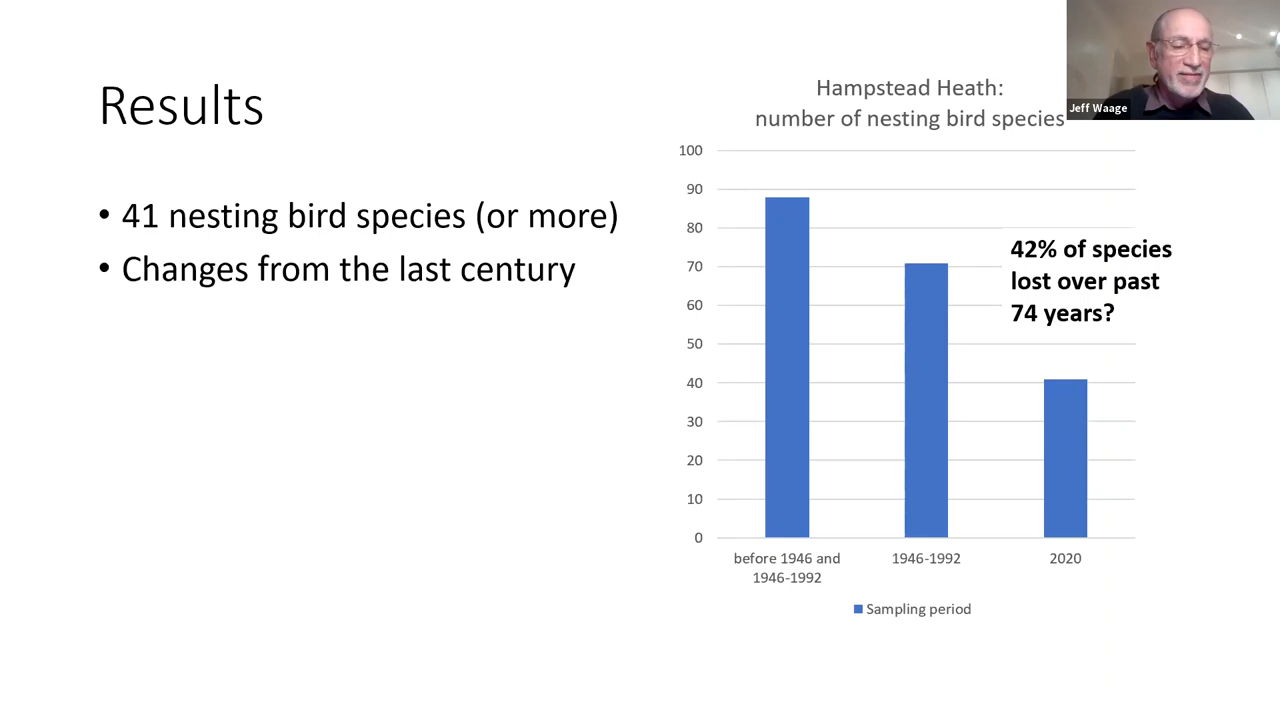 Results
• 41 nesting bird species (or more)
• Changes from the last century
Hampstead Heath:
number of nesting bird species
100
90
80
70
60
50
40
30
20
10
0
42% of species
lost over past
74 years?
before 1946 and
1946-1992
1946-1992
2020
Sampling period
Jeff Waage